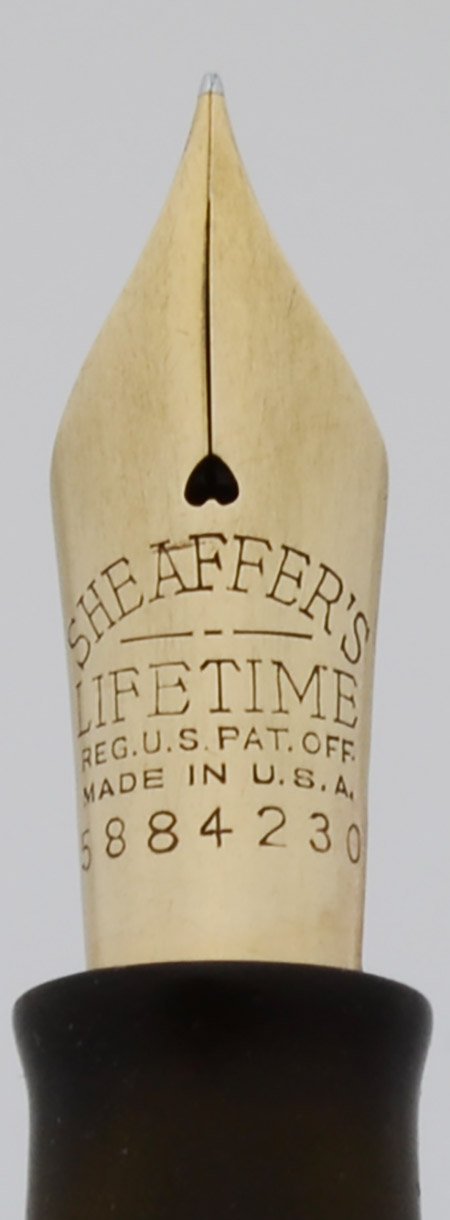 SHEAFFER'S
LIFETIME
REG. U.S. PAT. OFF.
MADE IN U.S.A.
5884230